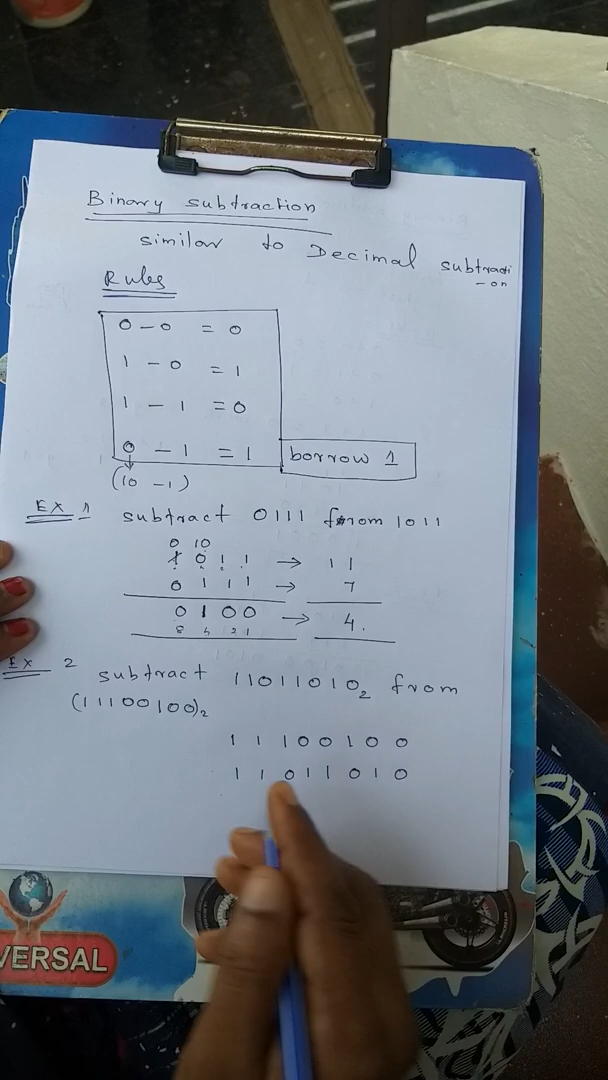 Binary subtraction
similar to Decimal subtracti
-on
Rules
0 - 0 = 0
1 - 0 = 1
1 - 1 = 0
0 - 1 = 1 borrow 1
(10 - 1)
EX 1 subtract 0111 from 1011
0 10
1 0 1 1 → 11
0 1 1 1 → 7
0 1 0 0 → 4.
8 4 2 1
EX 2 subtract 11011010₂ from
(11100100)₂
1 1 1 0 0 1 0 0
1 1 0 1 1 0 1 0
VERSAL